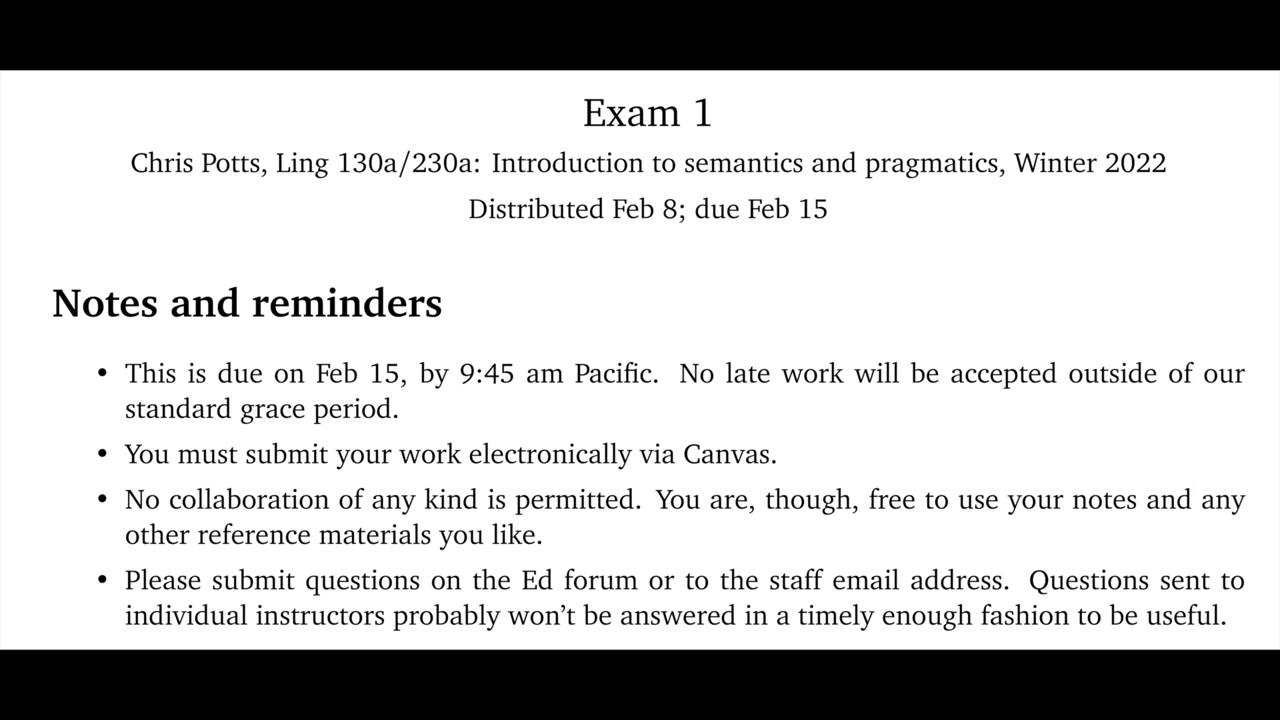 Exam 1
Chris Potts, Ling 130a/230a: Introduction to semantics and pragmatics, Winter 2022
Distributed Feb 8; due Feb 15
Notes and reminders
• This is due on Feb 15, by 9:45 am Pacific. No late work will be accepted outside of our
standard grace period.
• You must submit your work electronically via Canvas.
• No collaboration of any kind is permitted. You are, though, free to use your notes and any
other reference materials you like.
• Please submit questions on the Ed forum or to the staff email address. Questions sent to
individual instructors probably won’t be answered in a timely enough fashion to be useful.